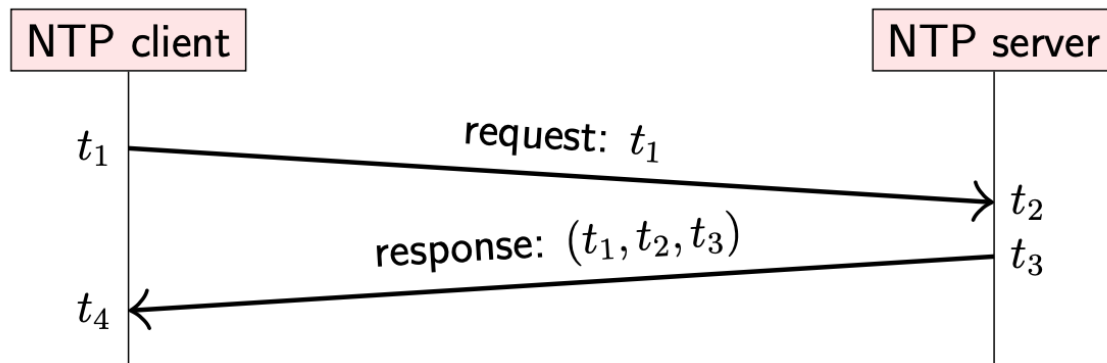 NTP client
NTP server
t₁
request: t₁
t₂
response: (t₁, t₂, t₃)
t₃
t₄